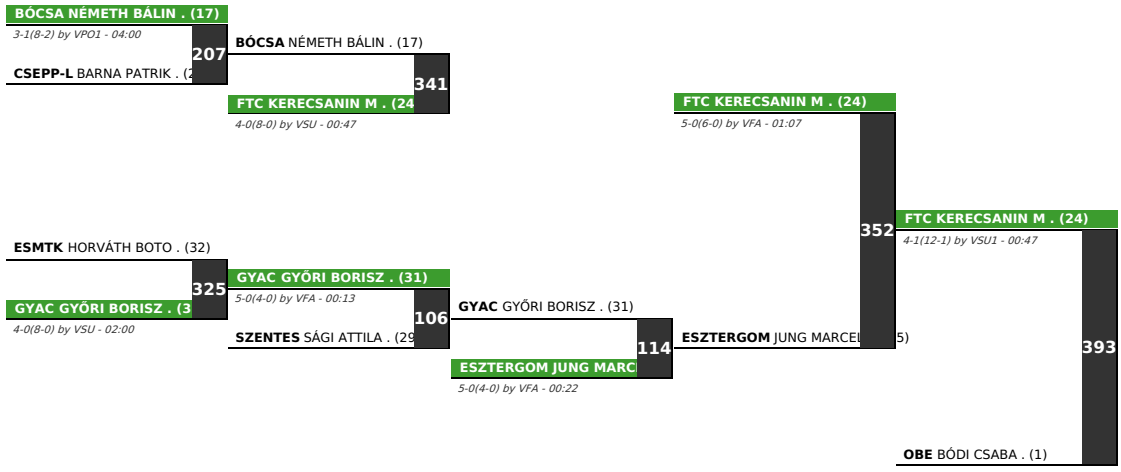 BÓCSA NÉMETH BÁLIN . (17)
3-1(8-2) by VPO1 - 04:00
207
CSEPP-L BARNA PATRIK . (2
BÓCSA NÉMETH BÁLIN . (17)
341
FTC KERECSANIN M . (24
4-0(8-0) by VSU - 00:47
FTC KERECSANIN M . (24)
5-0(6-0) by VFA - 01:07
352
FTC KERECSANIN M . (24)
4-1(12-1) by VSU1 - 00:47
ESMTK HORVÁTH BOTO . (32)
325
GYAC GYŐRI BORISZ . (3
4-0(8-0) by VSU - 02:00
GYAC GYŐRI BORISZ . (31)
5-0(4-0) by VFA - 00:13
106
SZENTES SÁGI ATTILA . (29
GYAC GYŐRI BORISZ . (31)
114
ESZTERGOM JUNG MARC
5-0(4-0) by VFA - 00:22
ESZTERGOM JUNG MARCEL 5)
393
OBE BÓDI CSABA . (1)